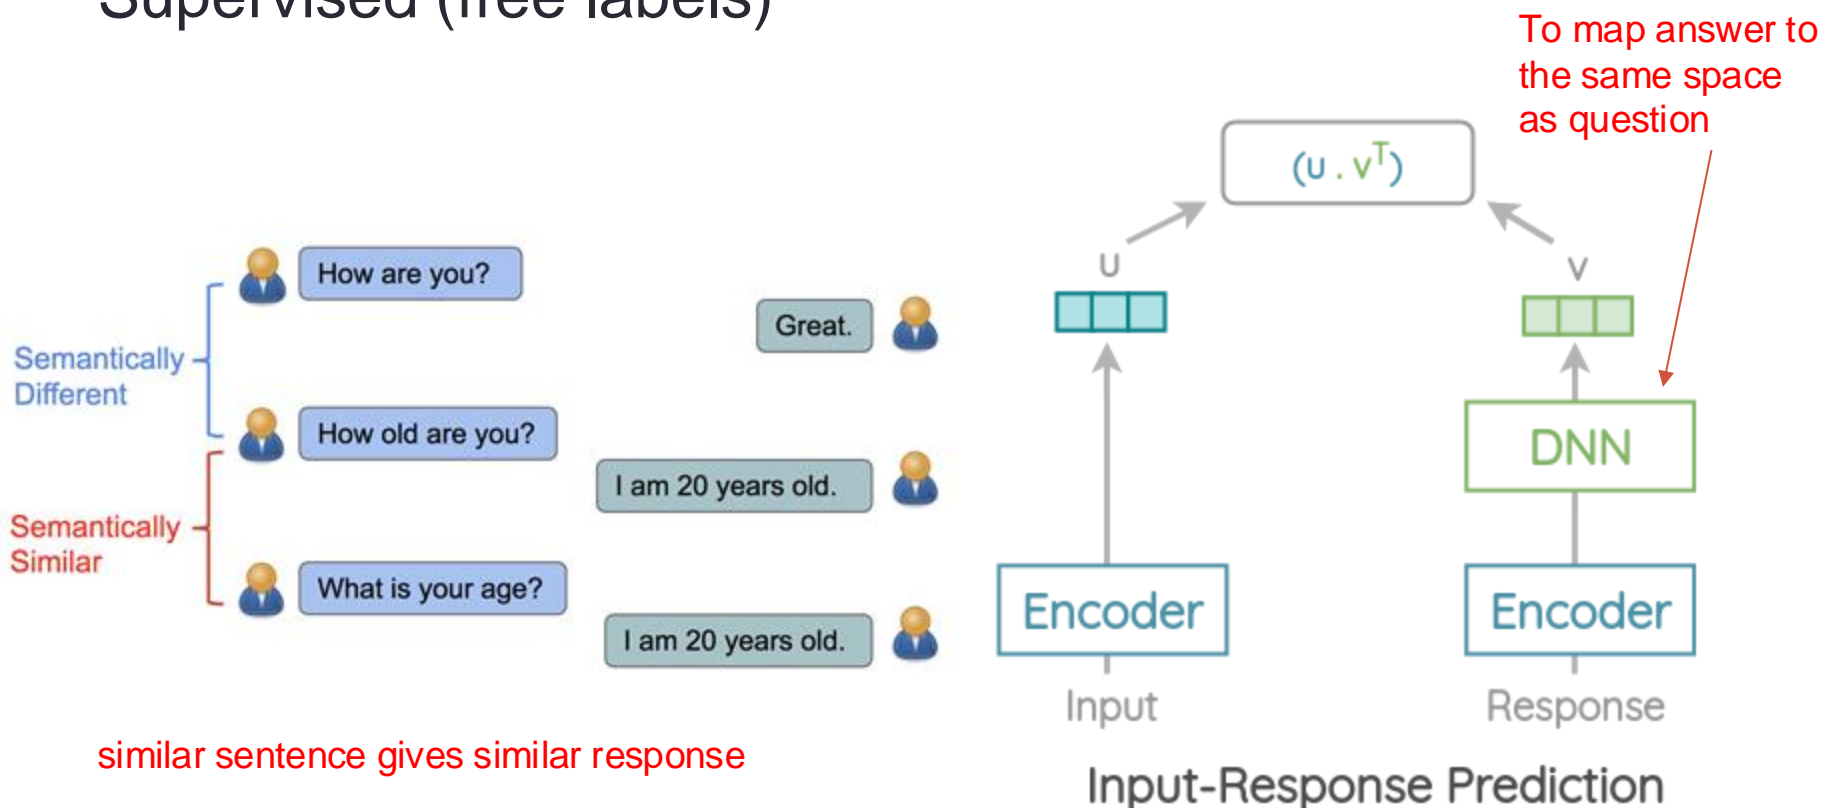 Supervised (free labels)
To map answer to
the same space
as question
(u . vᵀ)
How are you?
Great.
Semantically
Different
How old are you?
I am 20 years old.
Semantically
Similar
What is your age?
I am 20 years old.
similar sentence gives similar response
u
v
DNN
Encoder
Encoder
Input
Response
Input-Response Prediction